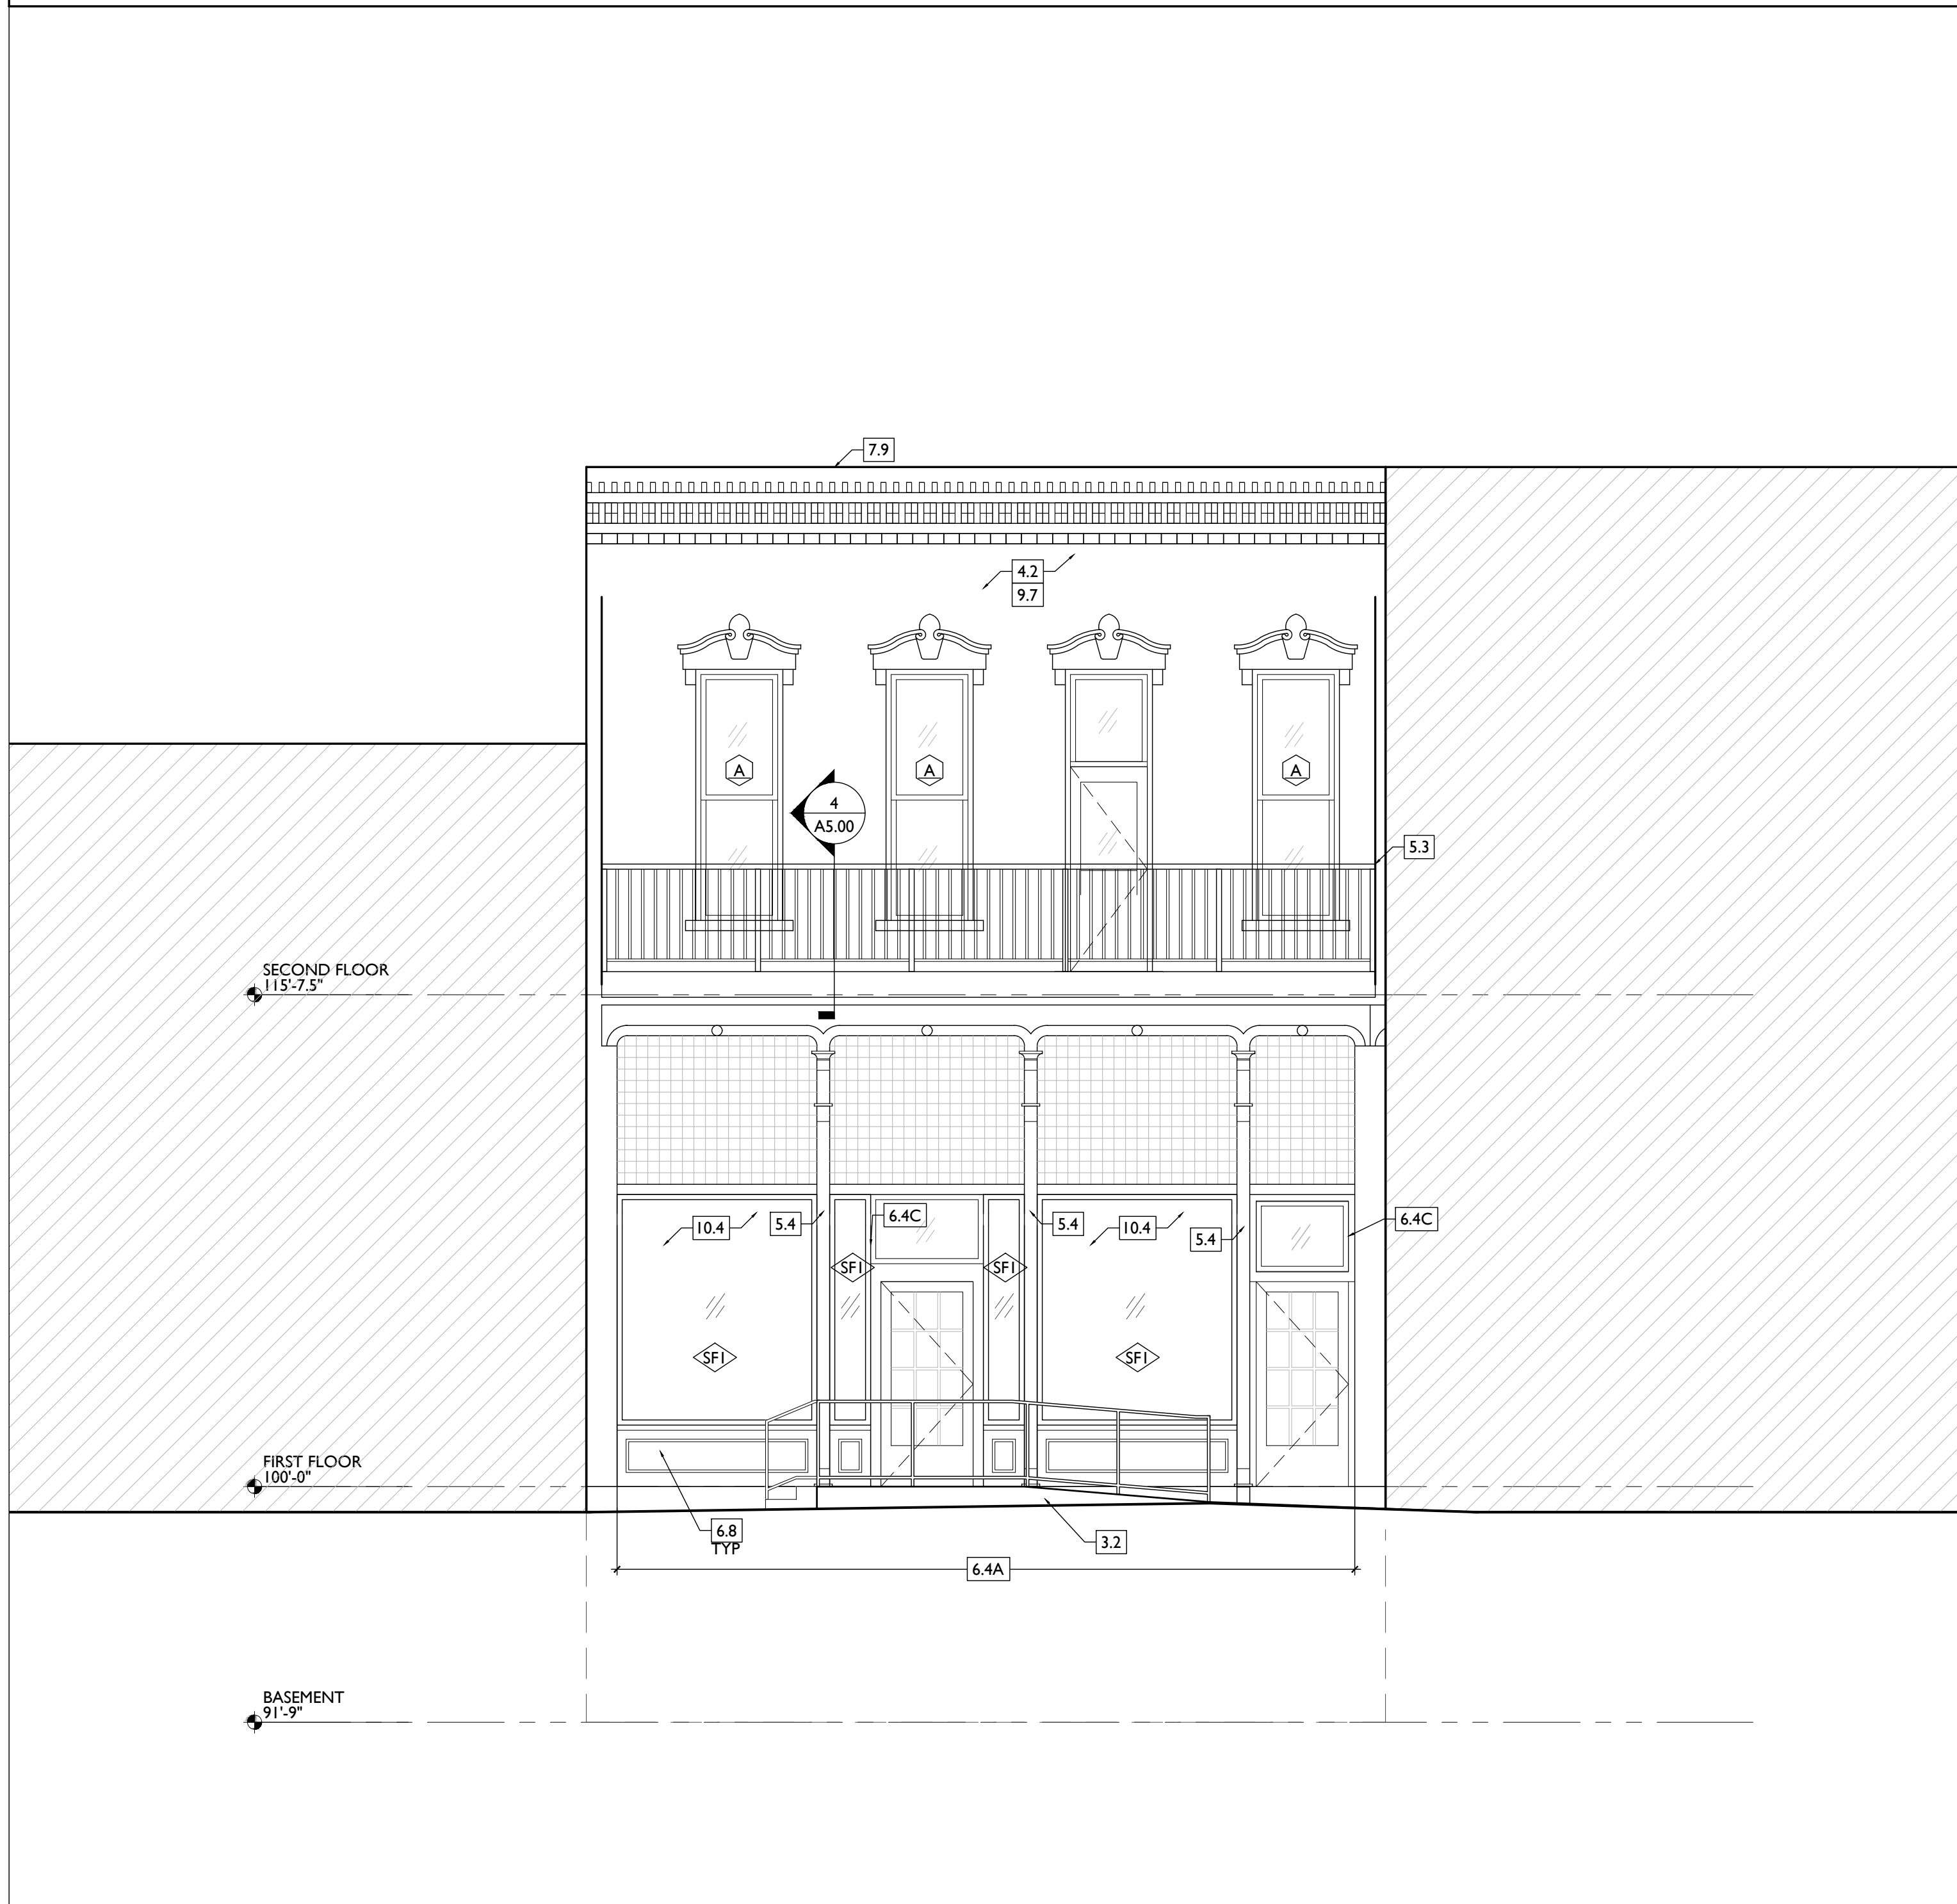 7.9
4.2
9.7
A
A
A
4
A5.00
5.3
SECOND FLOOR
115'-7.5"
10.4
5.4
6.4C
5.4
10.4
5.4
6.4C
SF1
SF1
SF1
SF1
FIRST FLOOR
100'-0"
6.8
TYP
3.2
6.4A
BASEMENT
91'-9"